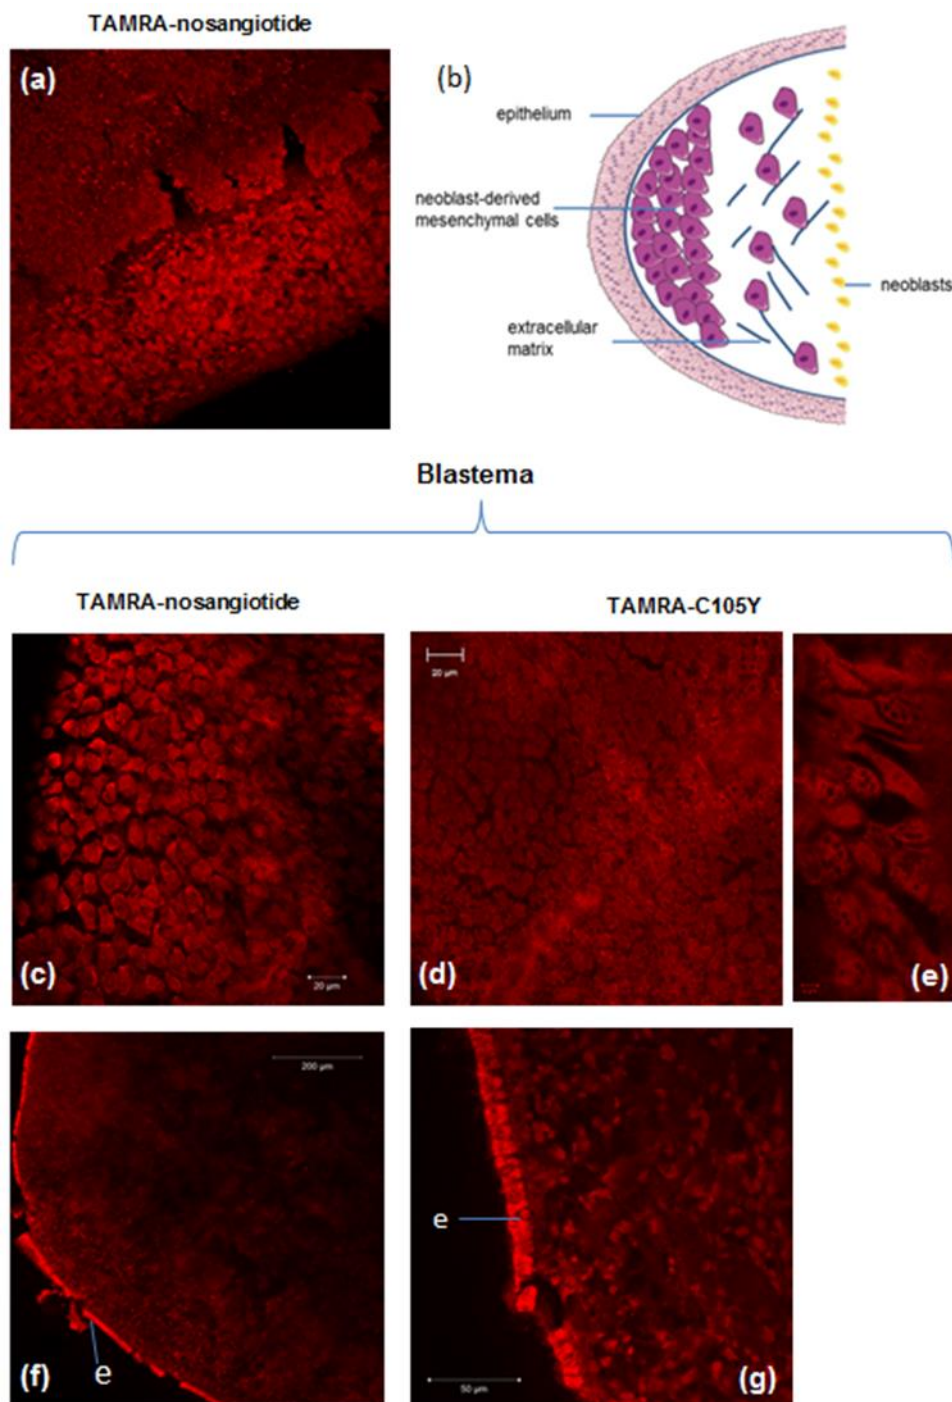 TAMRA-nosangiotide
(a)
(b)
epithelium
neoblast-derived
mesenchymal cells
neoblasts
extracellular
matrix
Blastema
TAMRA-nosangiotide
TAMRA-C105Y
20 µm
(c)
20 µm
(d)
(e)
200 µm
e
(f)
e
50 µm
(g)